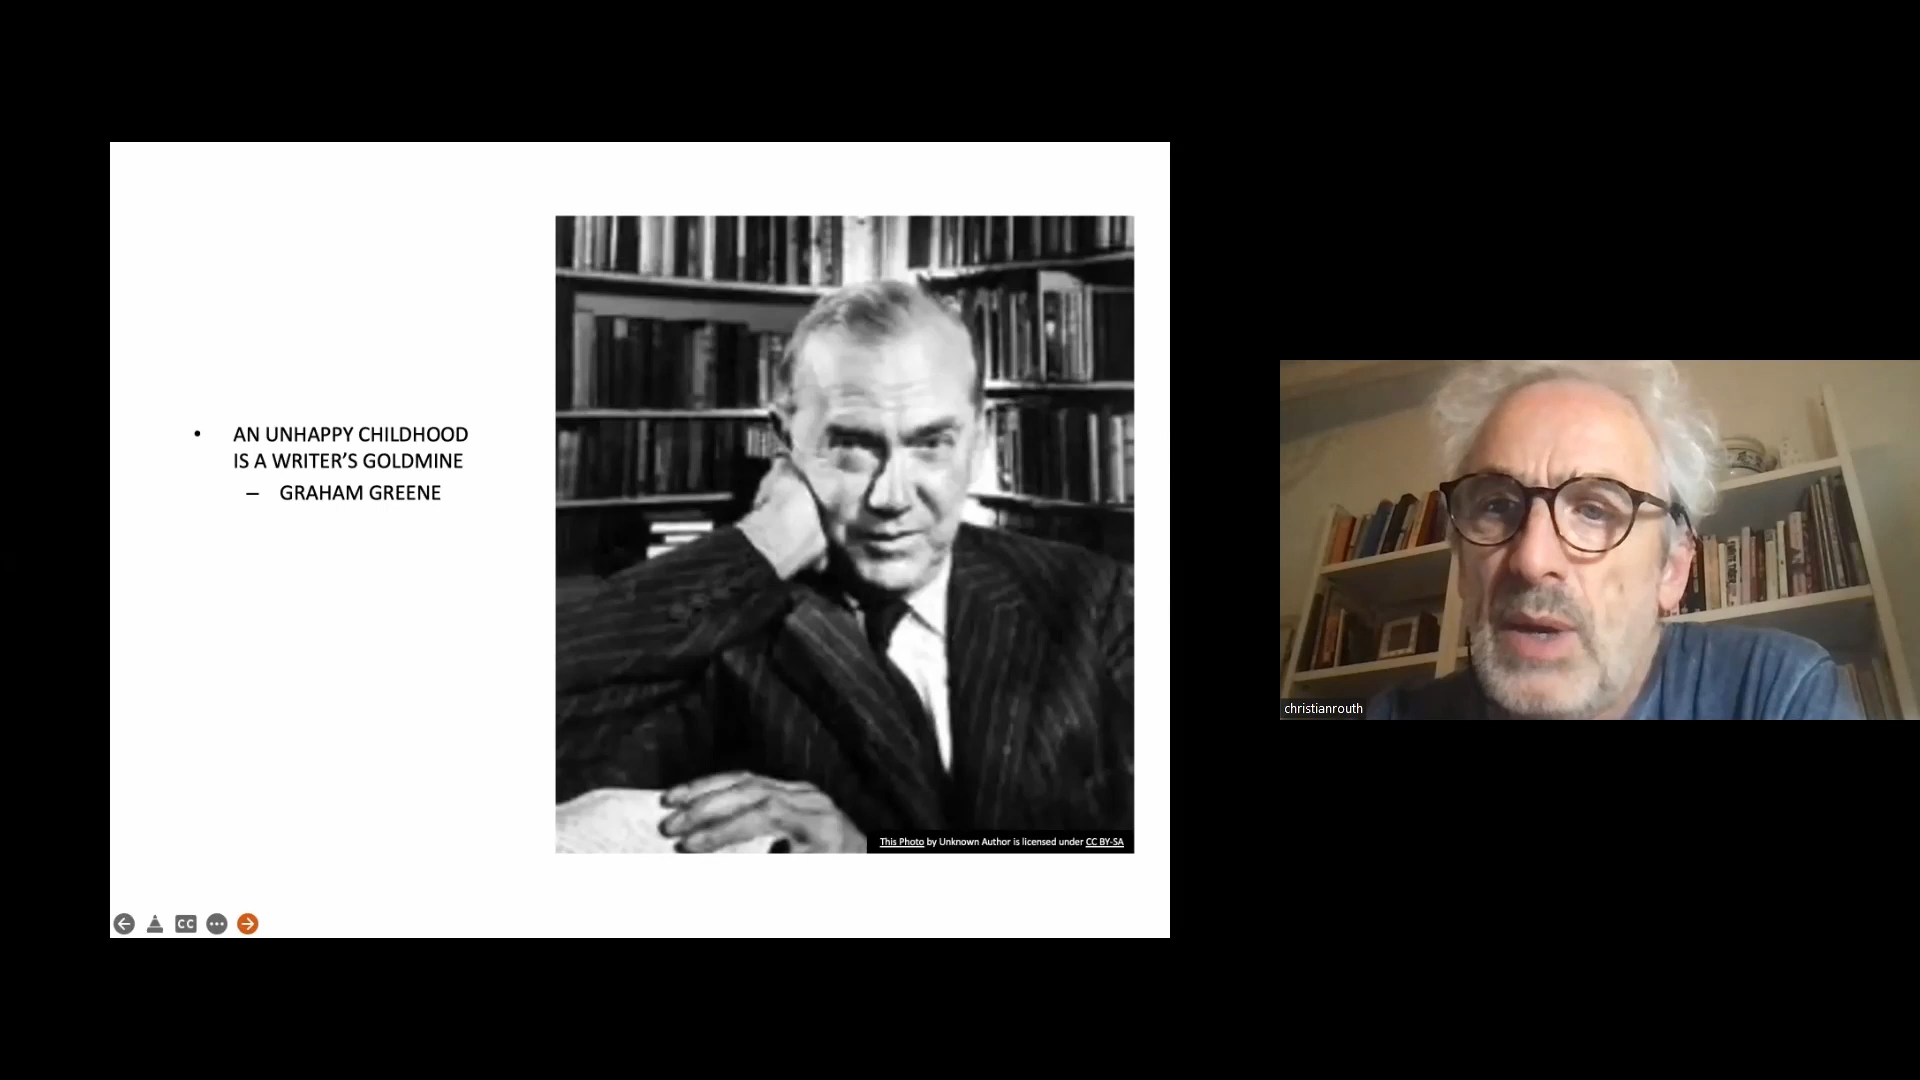 • AN UNHAPPY CHILDHOOD
IS A WRITER’S GOLDMINE
– GRAHAM GREENE
This Photo by Unknown Author is licensed under CC BY-SA
CC
christianrouth